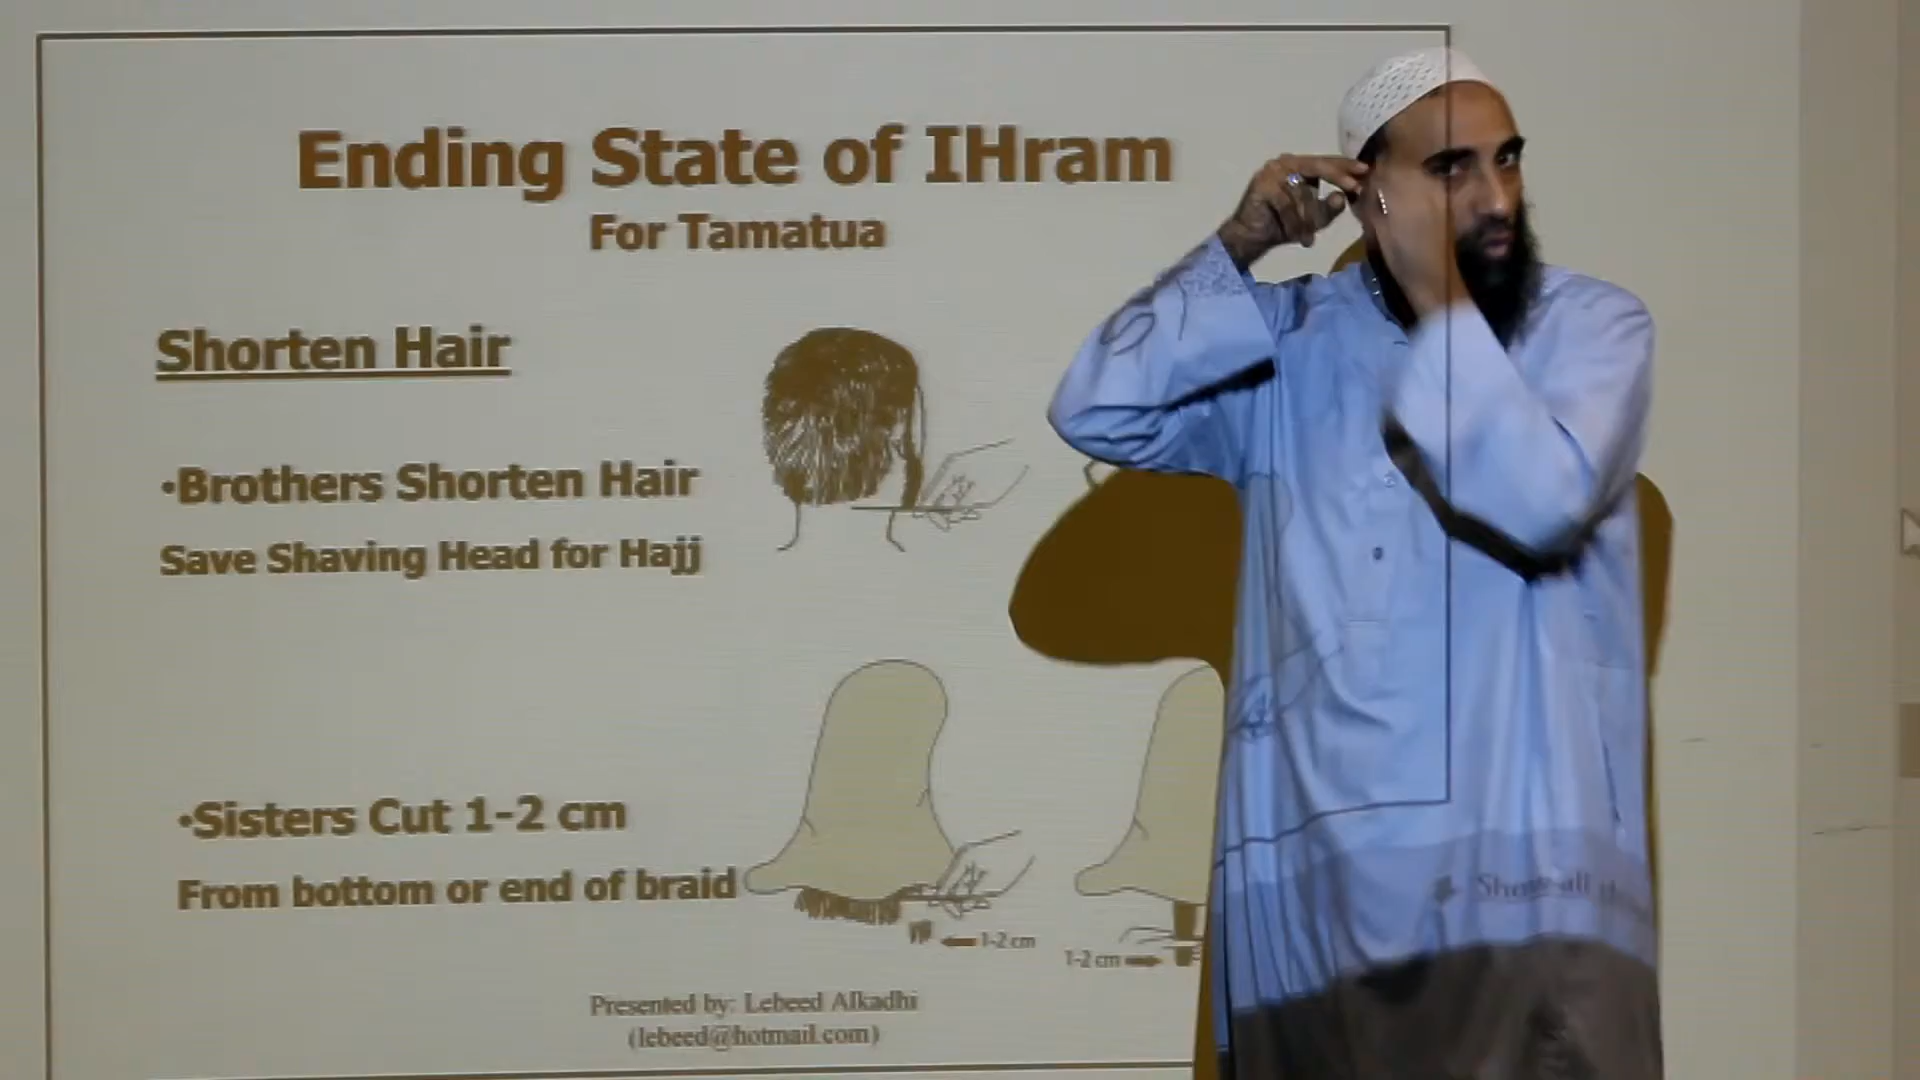 Ending State of IHram
For Tamatua
Shorten Hair
•Brothers Shorten Hair
Save Shaving Head for Hajj
•Sisters Cut 1-2 cm
From bottom or end of braid
1-2 cm
1-2 cm
Presented by: Lebeed Alkadhi
(lebeed@hotmail.com)